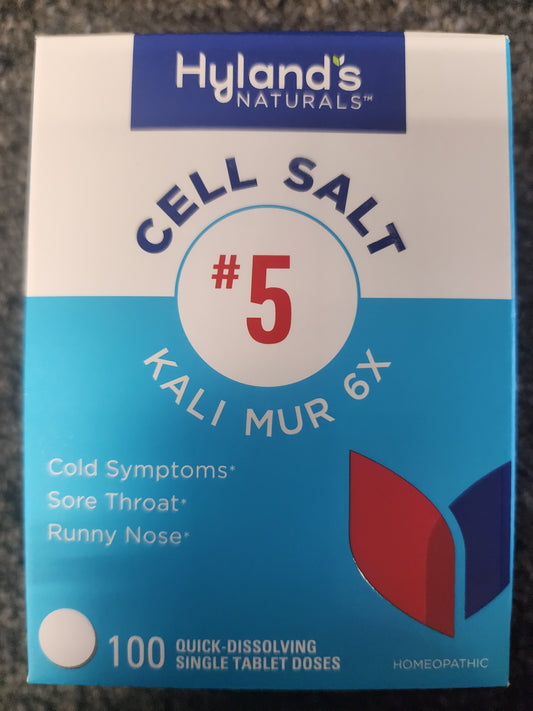 Hyland's
NATURALS™
CELL SALT
#5
KALI MUR 6X
Cold Symptoms*
Sore Throat*
Runny Nose*
100 QUICK-DISSOLVING
SINGLE TABLET DOSES
HOMEOPATHIC